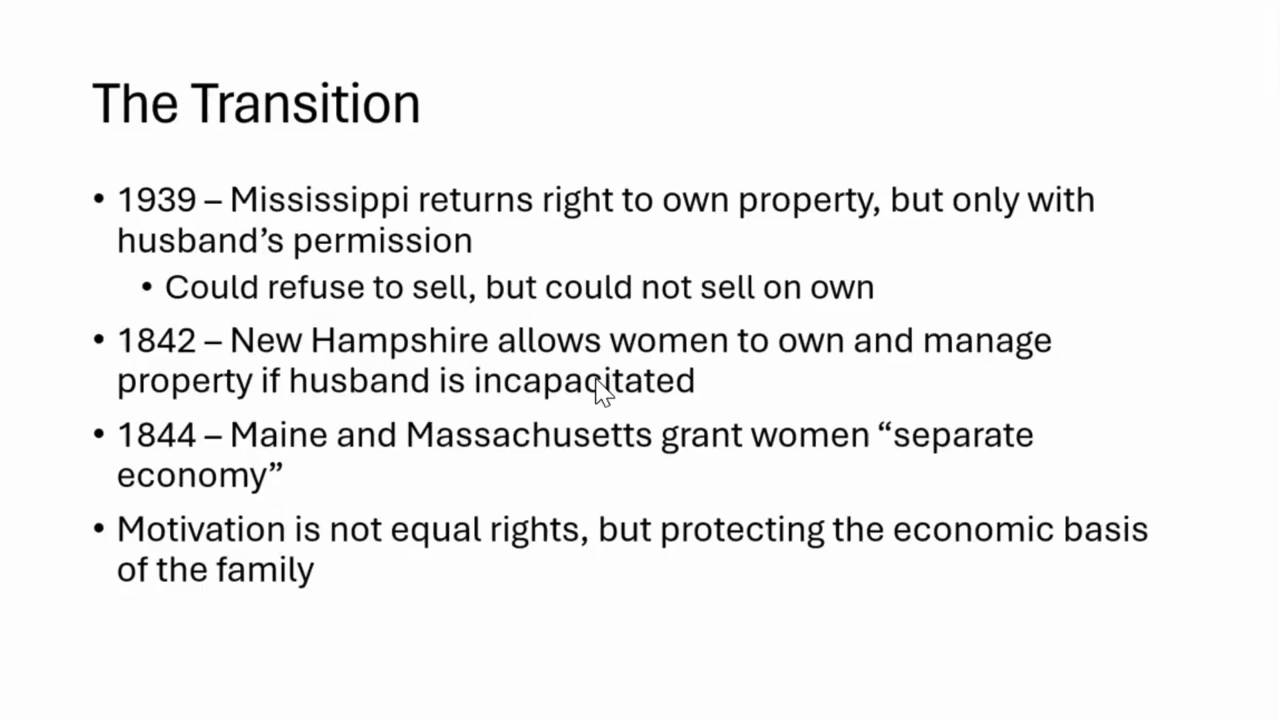 The Transition
• 1939 – Mississippi returns right to own property, but only with
husband’s permission
• Could refuse to sell, but could not sell on own
• 1842 – New Hampshire allows women to own and manage
property if husband is incapacitated
• 1844 – Maine and Massachusetts grant women “separate
economy”
• Motivation is not equal rights, but protecting the economic basis
of the family